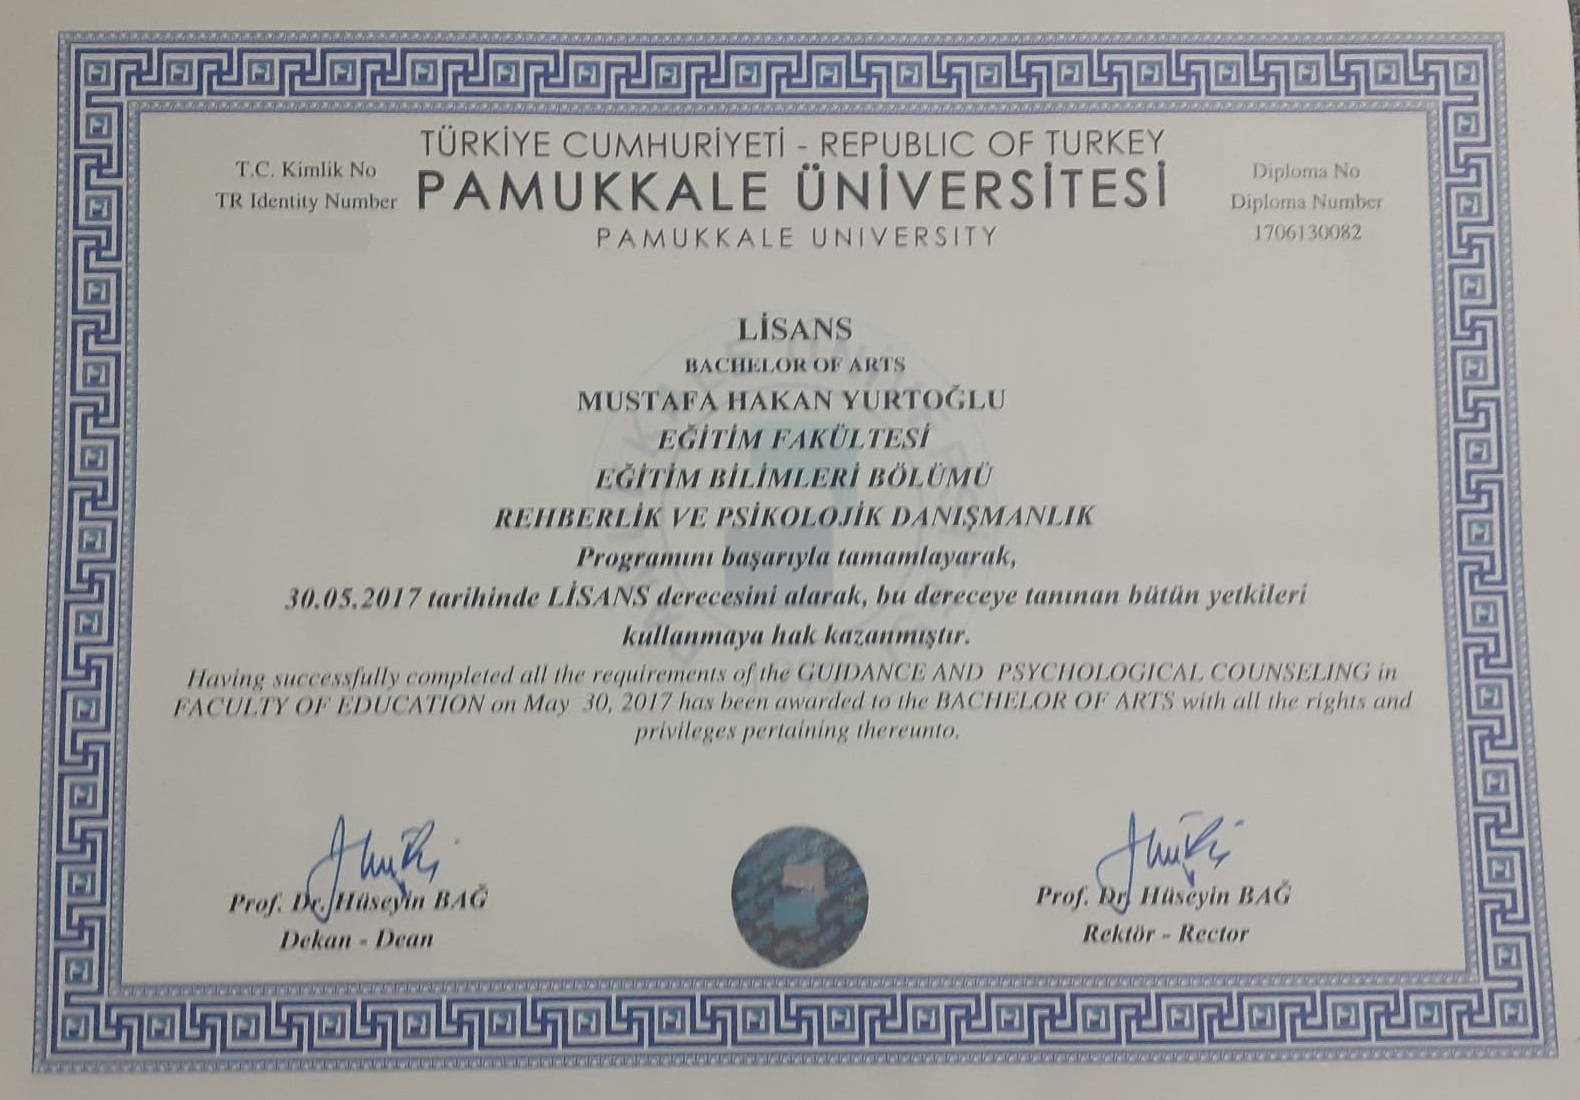 TÜRKİYE CUMHURİYETİ - REPUBLIC OF TURKEY
T.C. Kimlik No
TR Identity Number
PAMUKKALE ÜNİVERSİTESİ
PAMUKKALE UNIVERSITY
Diploma No
Diploma Number
1706130082
LİSANS
BACHELOR OF ARTS
MUSTAFA HAKAN YURTOĞLU
EĞİTİM FAKÜLTESİ
EĞİTİM BİLİMLERİ BÖLÜMÜ
REHBERLİK VE PSİKOLOJİK DANIŞMANLIK
Programını başarıyla tamamlayarak,
30.05.2017 tarihinde LİSANS derecesini alarak, bu dereceye tanınan bütün yetkileri
kullanmaya hak kazanmıştır.
Having successfully completed all the requirements of the GUIDANCE AND PSYCHOLOGICAL COUNSELING in
FACULTY OF EDUCATION on May 30, 2017 has been awarded to the BACHELOR OF ARTS with all the rights and
privileges pertaining thereunto.
Prof. Dr. Hüseyin BAĞ
Dekan - Dean
Prof. Dr. Hüseyin BAĞ
Rektör - Rector